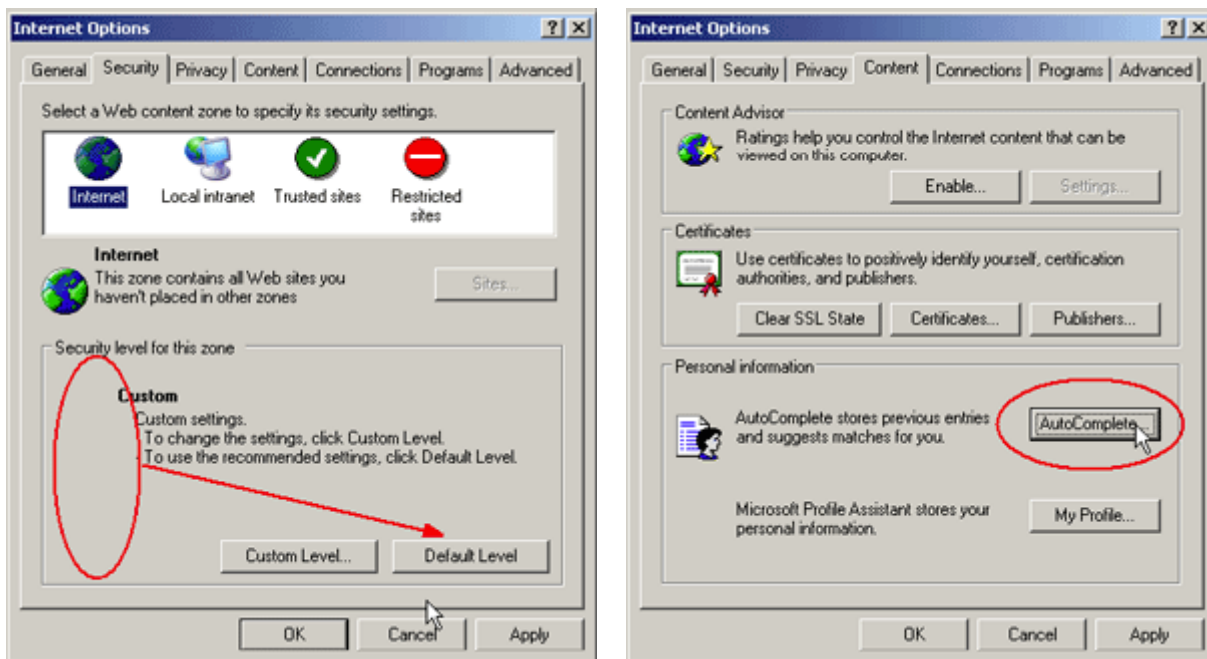 Internet Options
General Security Privacy Content Connections Programs Advanced
Select a Web content zone to specify its security settings.
Internet Local intranet Trusted sites Restricted sites
Internet
This zone contains all Web sites you
haven't placed in other zones
Sites...
Security level for this zone
Custom
Custom settings.
- To change the settings, click Custom Level.
- To use the recommended settings, click Default Level.
Custom Level... Default Level
OK Cancel Apply
Internet Options
General Security Privacy Content Connections Programs Advanced
Content Advisor
Ratings help you control the Internet content that can be
viewed on this computer.
Enable... Settings...
Certificates
Use certificates to positively identify yourself, certification
authorities, and publishers.
Clear SSL State Certificates... Publishers...
Personal information
AutoComplete stores previous entries
and suggests matches for you.
AutoComplete...
Microsoft Profile Assistant stores your
personal information.
My Profile...
OK Cancel Apply